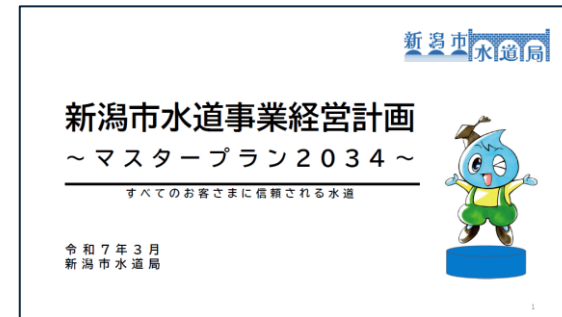 新潟市水道局
新潟市水道事業経営計画
～マスタープラン２０３４～
すべてのお客さまに信頼される水道
令和７年３月
新潟市水道局
1